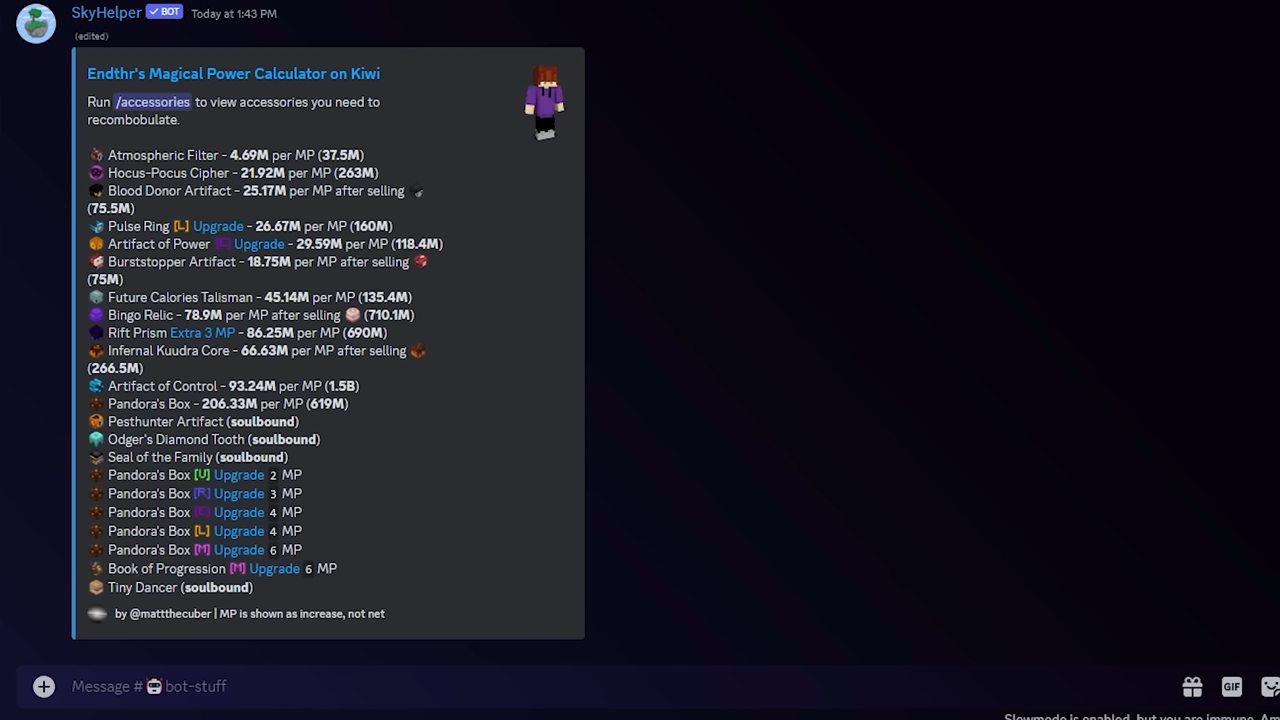 SkyHelper ✓ BOT Today at 1:43 PM
(edited)
Endthr's Magical Power Calculator on Kiwi
Run /accessories to view accessories you need to
recombobulate.
Atmospheric Filter - 4.69M per MP (37.5M)
Hocus-Pocus Cipher - 21.92M per MP (263M)
Blood Donor Artifact - 25.17M per MP after selling
(75.5M)
Pulse Ring [L] Upgrade - 26.67M per MP (160M)
Artifact of Power [E] Upgrade - 29.59M per MP (118.4M)
Burststopper Artifact - 18.75M per MP after selling
(75M)
Future Calories Talisman - 45.14M per MP (135.4M)
Bingo Relic - 78.9M per MP after selling (710.1M)
Rift Prism Extra 3 MP - 86.25M per MP (690M)
Infernal Kuudra Core - 66.63M per MP after selling
(266.5M)
Artifact of Control - 93.24M per MP (1.5B)
Pandora's Box - 206.33M per MP (619M)
Pesthunter Artifact (soulbound)
Odger's Diamond Tooth (soulbound)
Seal of the Family (soulbound)
Pandora's Box [U] Upgrade 2 MP
Pandora's Box [R] Upgrade 3 MP
Pandora's Box [E] Upgrade 4 MP
Pandora's Box [L] Upgrade 4 MP
Pandora's Box [M] Upgrade 6 MP
Book of Progression [M] Upgrade 6 MP
Tiny Dancer (soulbound)
by @mattthecuber | MP is shown as increase, not net
Message # bot-stuff
GIF
Slowmode is enabled, but you are immune.